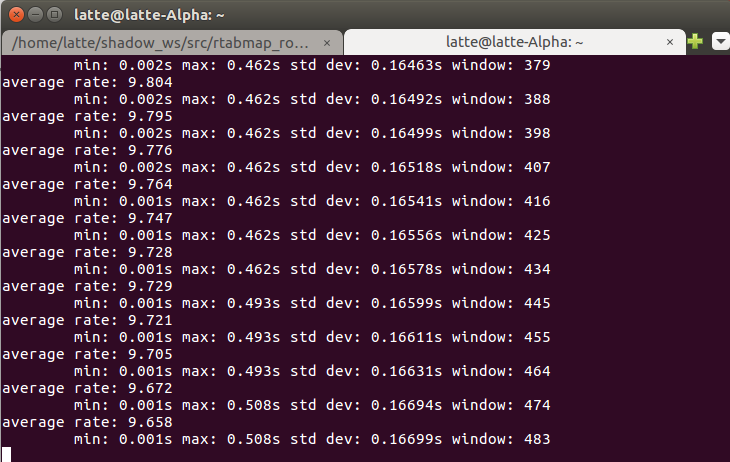 latte@latte-Alpha: ~
/home/latte/shadow_ws/src/rtabmap_ro... ×
latte@latte-Alpha: ~ ×
min: 0.002s max: 0.462s std dev: 0.16463s window: 379
average rate: 9.804
min: 0.002s max: 0.462s std dev: 0.16492s window: 388
average rate: 9.795
min: 0.002s max: 0.462s std dev: 0.16499s window: 398
average rate: 9.776
min: 0.002s max: 0.462s std dev: 0.16518s window: 407
average rate: 9.764
min: 0.001s max: 0.462s std dev: 0.16541s window: 416
average rate: 9.747
min: 0.001s max: 0.462s std dev: 0.16556s window: 425
average rate: 9.728
min: 0.001s max: 0.462s std dev: 0.16578s window: 434
average rate: 9.729
min: 0.001s max: 0.493s std dev: 0.16599s window: 445
average rate: 9.721
min: 0.001s max: 0.493s std dev: 0.16611s window: 455
average rate: 9.705
min: 0.001s max: 0.493s std dev: 0.16631s window: 464
average rate: 9.672
min: 0.001s max: 0.508s std dev: 0.16694s window: 474
average rate: 9.658
min: 0.001s max: 0.508s std dev: 0.16699s window: 483